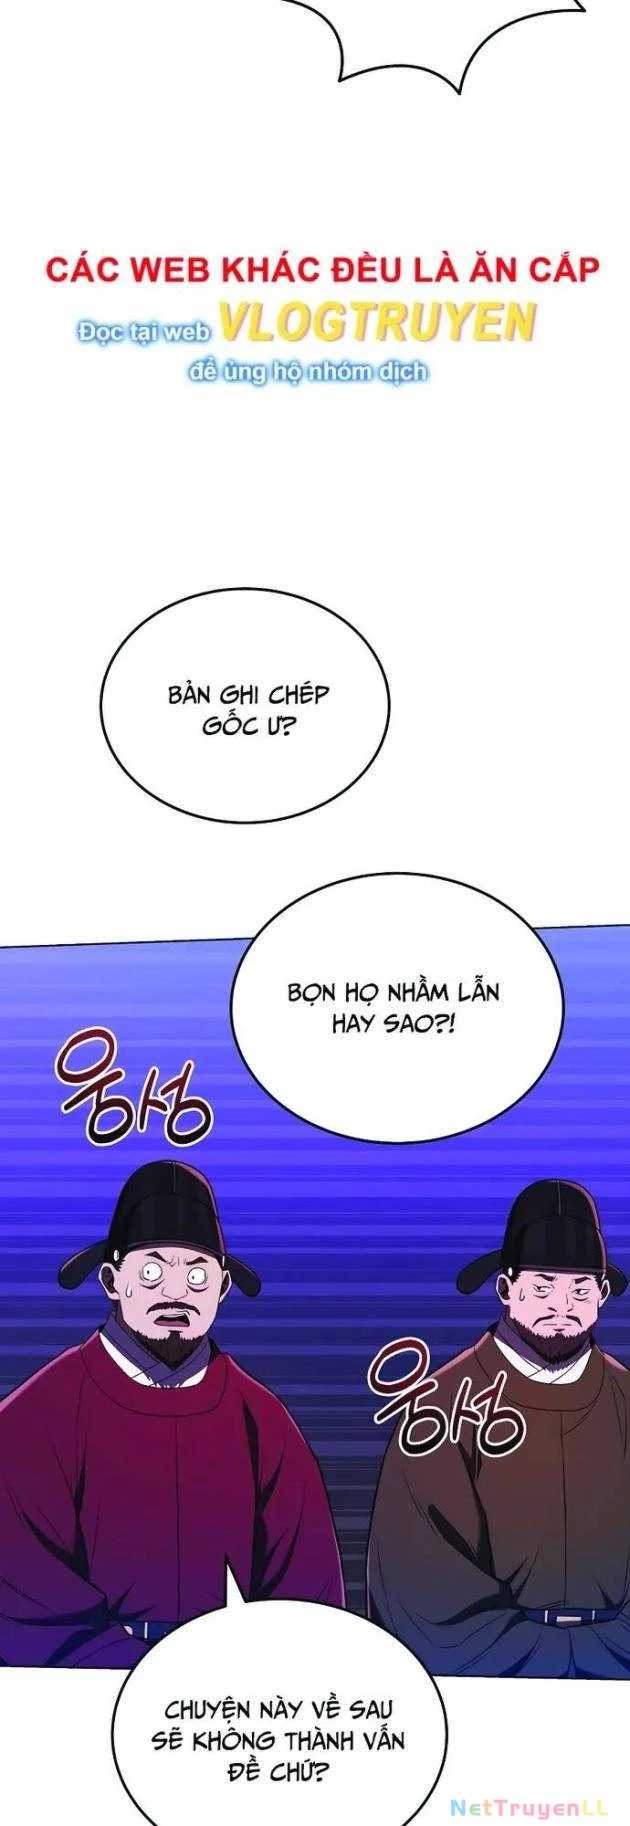 CÁC WEB KHÁC ĐỀU LÀ ĂN CẮP
Đọc tại web VLOGTRUYEN
để ủng hộ nhóm dịch
BẢN GHI CHÉP
GỐC Ư?
BỌN HỌ NHẦM LẪN
HAY SAO?!
웅성
웅성
CHUYỆN NÀY VỀ SAU
SẼ KHÔNG THÀNH VẤN
ĐỀ CHỨ?
NetTruyenLL